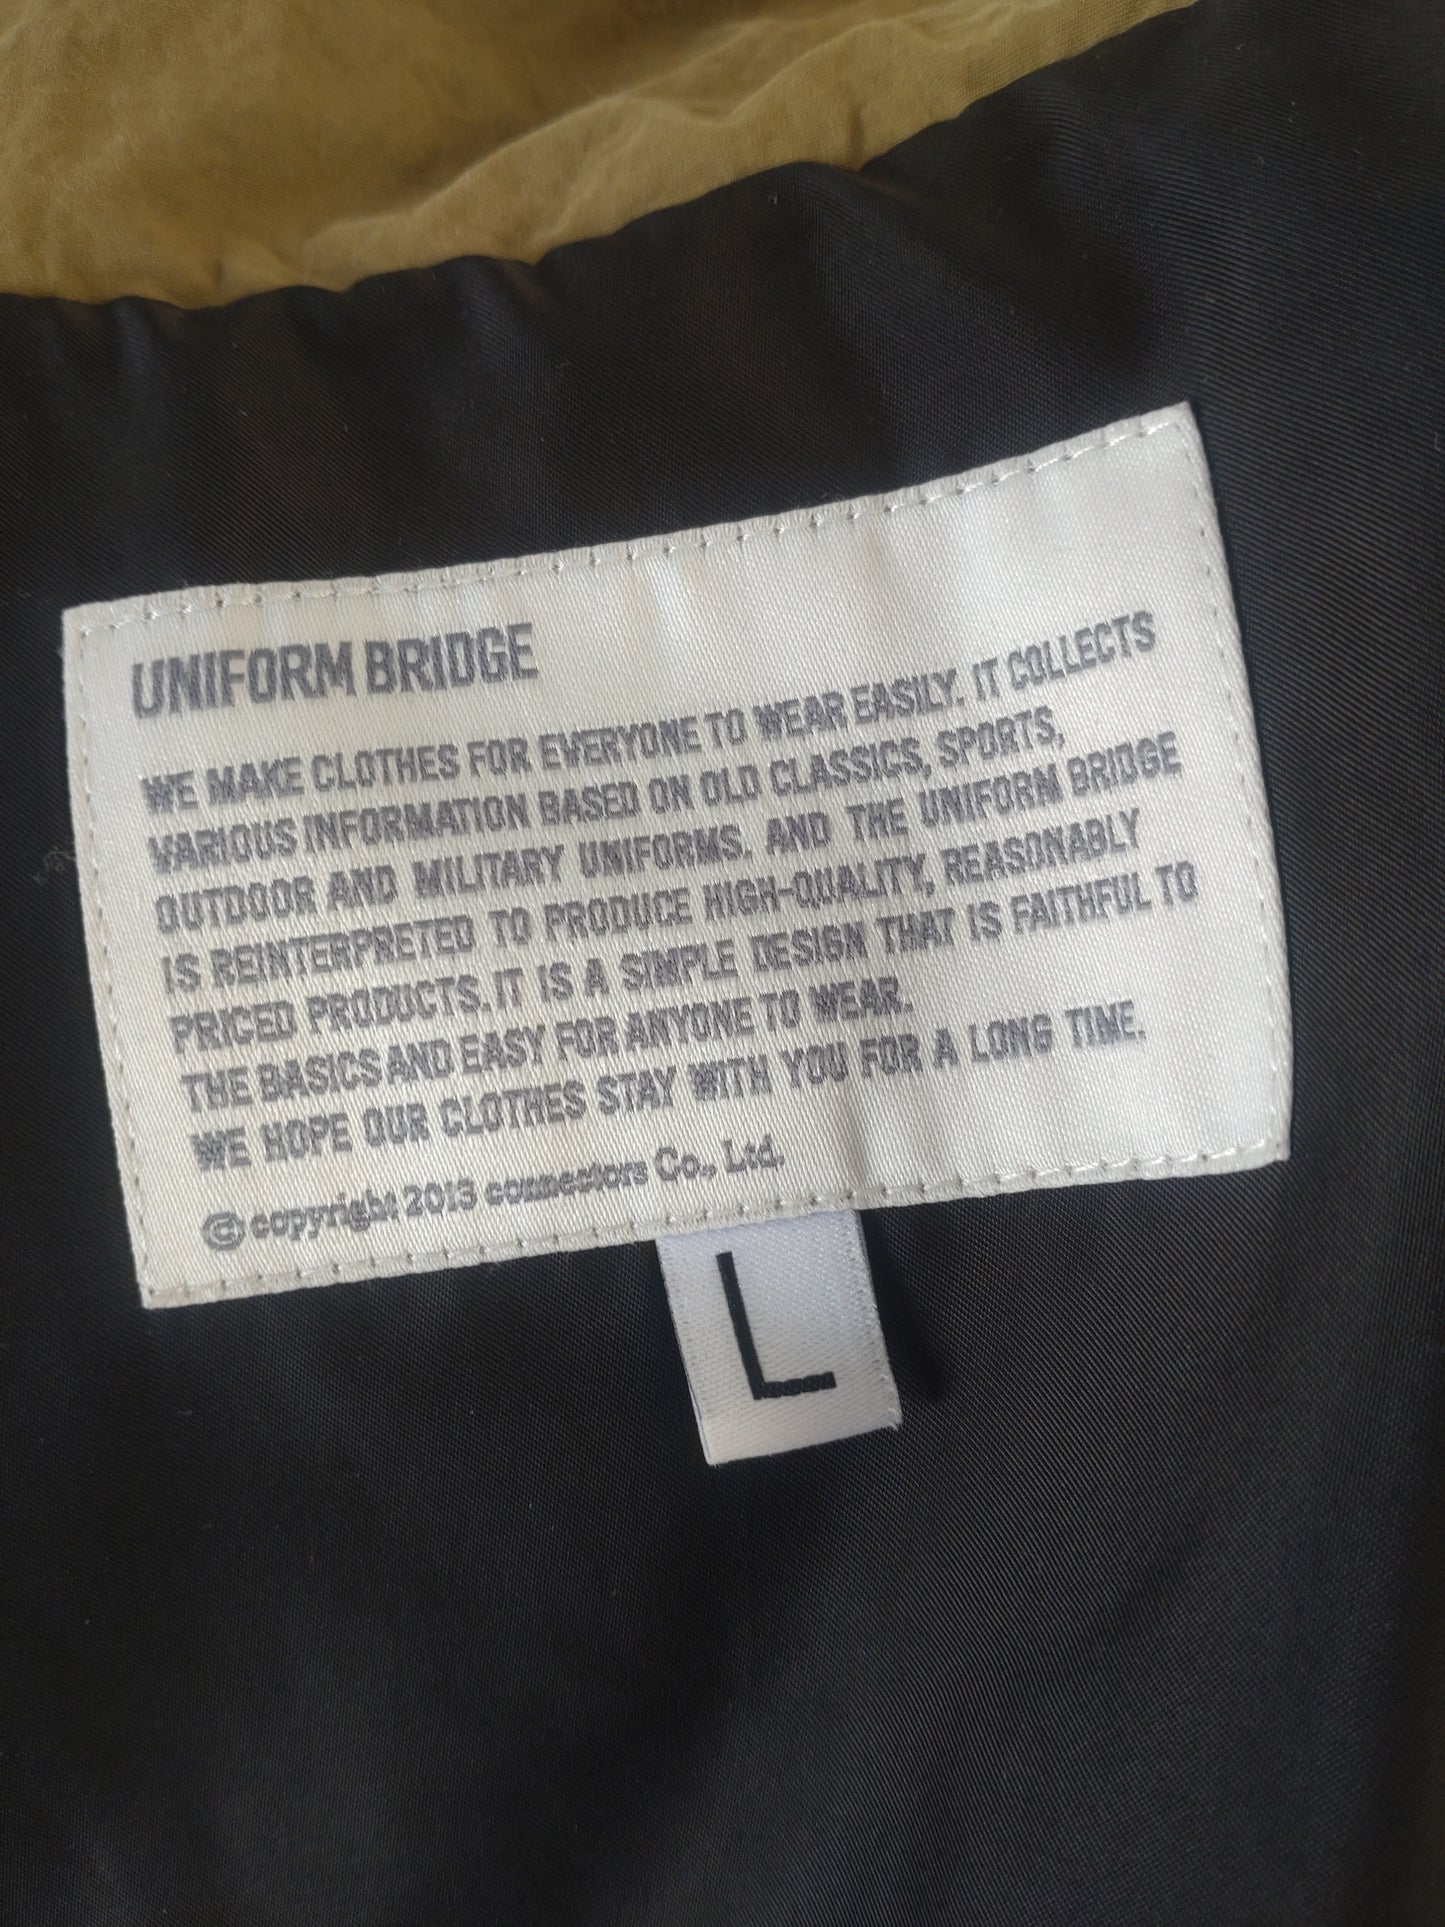 UNIFORM BRIDGE
WE MAKE CLOTHES FOR EVERYONE TO WEAR EASILY. IT COLLECTS
VARIOUS INFORMATION BASED ON OLD CLASSICS, SPORTS,
OUTDOOR AND MILITARY UNIFORMS. AND THE UNIFORM BRIDGE
IS REINTERPRETED TO PRODUCE HIGH-QUALITY, REASONABLY
PRICED PRODUCTS. IT IS A SIMPLE DESIGN THAT IS FAITHFUL TO
THE BASICS AND EASY FOR ANYONE TO WEAR.
WE HOPE OUR CLOTHES STAY WITH YOU FOR A LONG TIME.
© copyright 2013 connectors Co., Ltd.
L